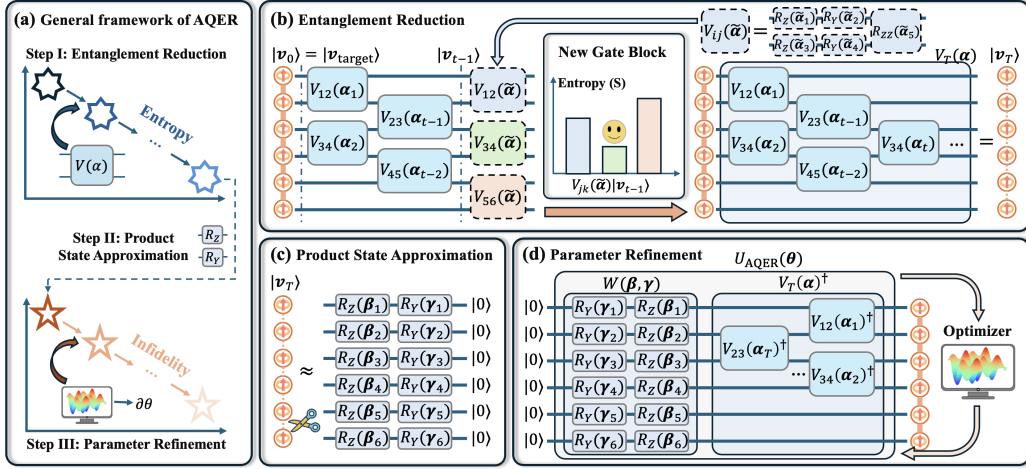 (a) General framework of AQER
Step I: Entanglement Reduction
Entropy
V(α)
Step II: Product
State Approximation
R_Z
R_Y
Infidelity
∂θ
Step III: Parameter Refinement
(b) Entanglement Reduction
|v_0⟩ = |v_target⟩
|v_{t−1}⟩
V_12(α_1)
V_34(α_2)
V_23(α_{t−1})
V_45(α_{t−2})
V_12(α̃)
V_34(α̃)
V_56(α̃)
New Gate Block
Entropy (S)
V_jk(α̃)|v_{t−1}⟩
V_ij(α̃) =
R_Z(α̃_1) R_Y(α̃_2)
R_Z(α̃_3) R_Y(α̃_4)
R_ZZ(α̃_5)
V_T(α)
|v_T⟩
V_12(α_1)
V_34(α_2)
V_23(α_{t−1})
V_45(α_{t−2})
V_34(α_t)
...
=
(c) Product State Approximation
|v_T⟩
≈
R_Z(β_1) R_Y(γ_1) |0⟩
R_Z(β_2) R_Y(γ_2) |0⟩
R_Z(β_3) R_Y(γ_3) |0⟩
R_Z(β_4) R_Y(γ_4) |0⟩
R_Z(β_5) R_Y(γ_5) |0⟩
R_Z(β_6) R_Y(γ_6) |0⟩
(d) Parameter Refinement
U_AQER(θ)
W(β, γ)
V_T(α)†
|0⟩ R_Y(γ_1) R_Z(β_1)
|0⟩ R_Y(γ_2) R_Z(β_2)
|0⟩ R_Y(γ_3) R_Z(β_3)
|0⟩ R_Y(γ_4) R_Z(β_4)
|0⟩ R_Y(γ_5) R_Z(β_5)
|0⟩ R_Y(γ_6) R_Z(β_6)
V_23(α_T)†
...
V_12(α_1)†
V_34(α_2)†
Optimizer